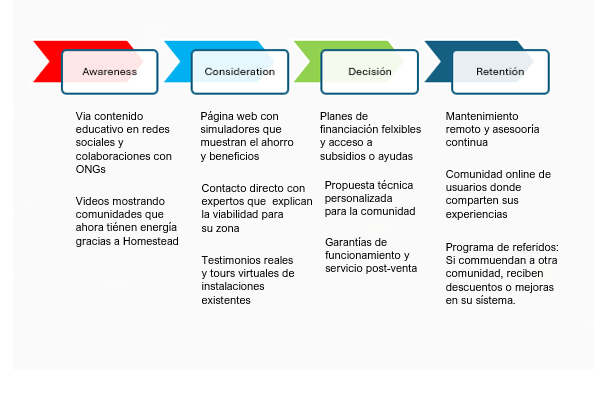 Awareness
Consideration
Decisión
Retentión
Via contenido
educativo en redes
sociales y
colaboraciones con
ONGs
Videos mostrando
comunidades que
ahora tiénen energía
gracias a Homestead
Página web con
simuladores que
muestran el ahorro
y beneficios
Contacto directo con
expertos que explican
la viabilidad para
su zona
Testimonios reales
y tours virtuales de
instalaciones
existentes
Planes de
financiación felxibles
y acceso a
subsidios o ayudas
Propuesta técnica
personalizada
para la comunidad
Garantías de
funcionamiento y
servicio post-venta
Mantenimiento
remoto y asesooría
continua
Comunidad online de
usuarios donde
comparten sus
experiencias
Programa de referidos:
Si commuendan a otra
comunidad, reciben
descuentos o mejoras
en su sístema.